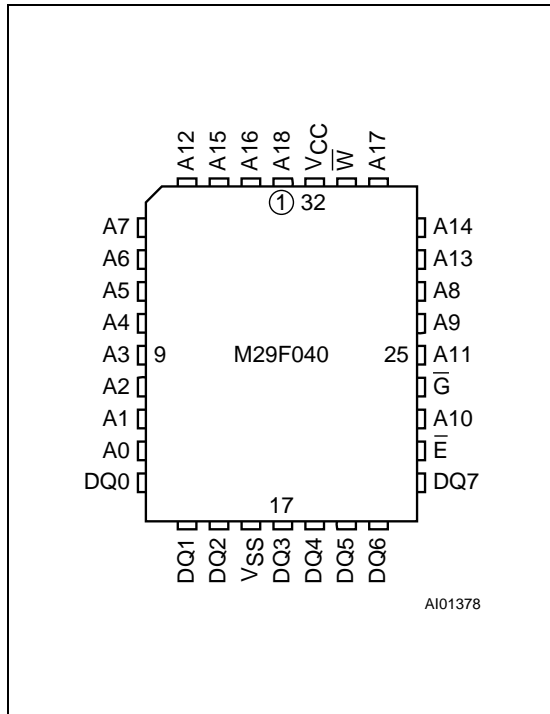 A12 A15 A16 A18 VCC W̅ A17
① 32
A7 A14
A6 A13
A5 A8
A4 A9
A3 9 M29F040 25 A11
A2 G̅
A1 A10
A0 E̅
DQ0 DQ7
17
DQ1 DQ2 VSS DQ3 DQ4 DQ5 DQ6
AI01378